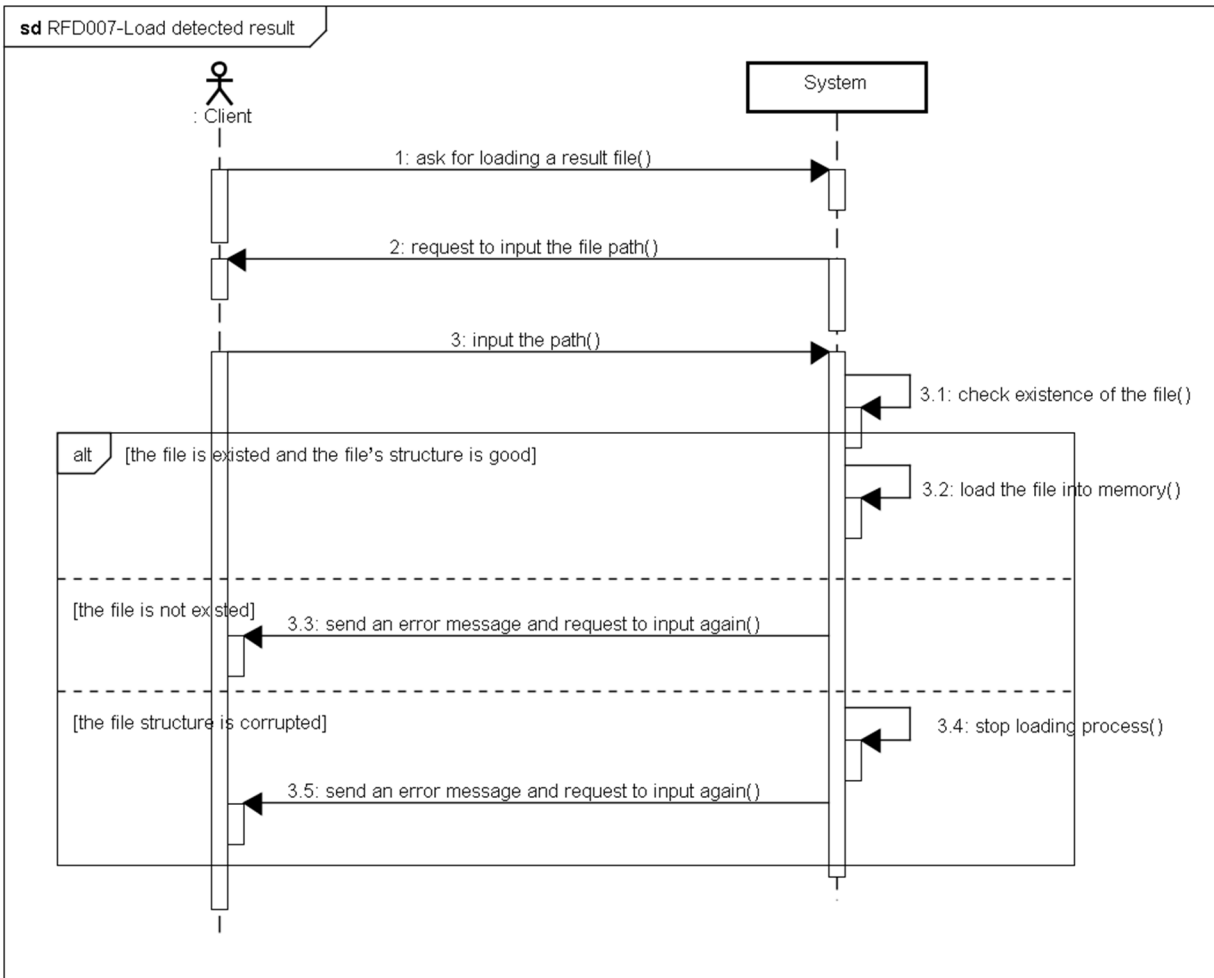 sd RFD007-Load detected result
: Client
System
1: ask for loading a result file()
2: request to input the file path()
3: input the path()
3.1: check existence of the file()
alt
[the file is existed and the file's structure is good]
3.2: load the file into memory()
[the file is not existed]
3.3: send an error message and request to input again()
[the file structure is corrupted]
3.4: stop loading process()
3.5: send an error message and request to input again()